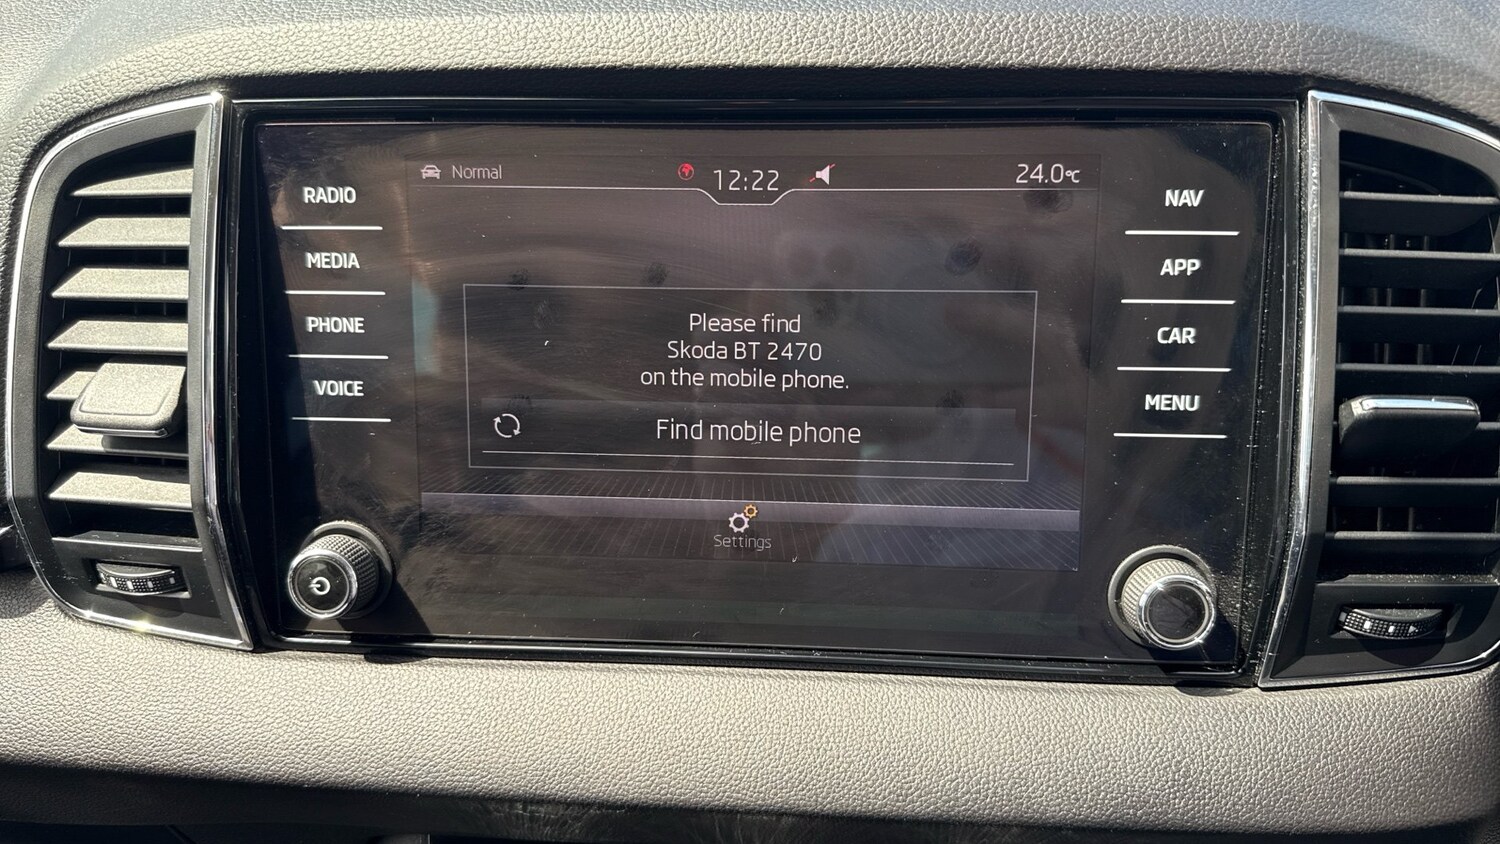 Normal
12:22
24.0°C
RADIO
MEDIA
PHONE
VOICE
NAV
APP
CAR
MENU
Please find
Skoda BT 2470
on the mobile phone.
Find mobile phone
Settings